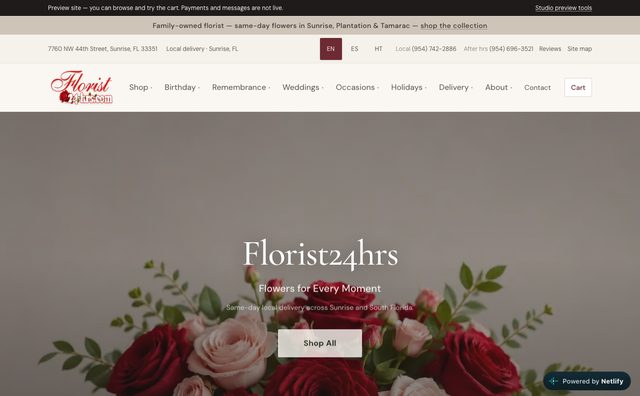 Preview site — you can browse and try the cart. Payments and messages are not live.
Studio preview tools
Family-owned florist — same-day flowers in Sunrise, Plantation & Tamarac — shop the collection
7760 NW 44th Street, Sunrise, FL 33351 Local delivery · Sunrise, FL EN ES HT Local (954) 742-2886 After hrs (954) 696-3521 Reviews Site map
Florist
24hrs.com
Shop Birthday Remembrance Weddings Occasions Holidays Delivery About Contact Cart
Florist24hrs
Flowers for Every Moment
Same-day local delivery across Sunrise and South Florida.
Shop All
Powered by Netlify